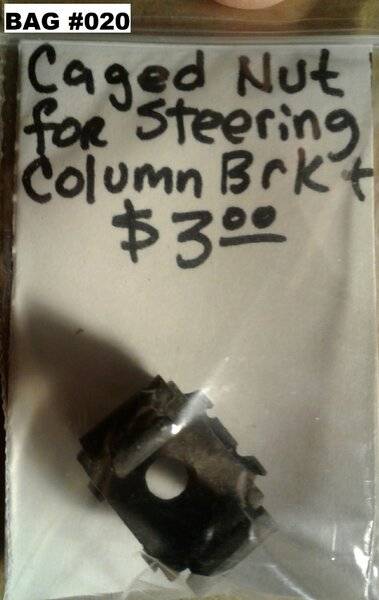 BAG #020
Caged Nut
for Steering
Column Brkt
$3.00